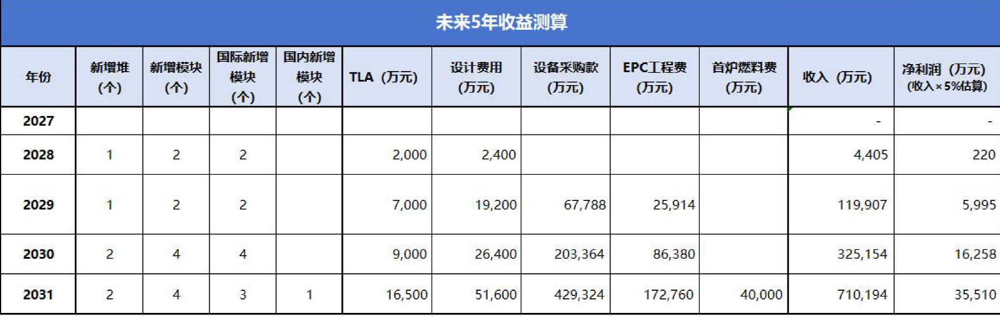 未来5年收益测算
年份 新增堆(个) 新增模块(个) 国际新增模块(个) 国内新增模块(个) TLA（万元） 设计费用(万元) 设备采购款(万元) EPC工程费(万元) 首炉燃料费(万元) 收入（万元） 净利润（万元）(收入×5%估算)
2027 - -
2028 1 2 2 2,000 2,400 4,405 220
2029 1 2 2 7,000 19,200 67,788 25,914 119,907 5,995
2030 2 4 4 9,000 26,400 203,364 86,380 325,154 16,258
2031 2 4 3 1 16,500 51,600 429,324 172,760 40,000 710,194 35,510